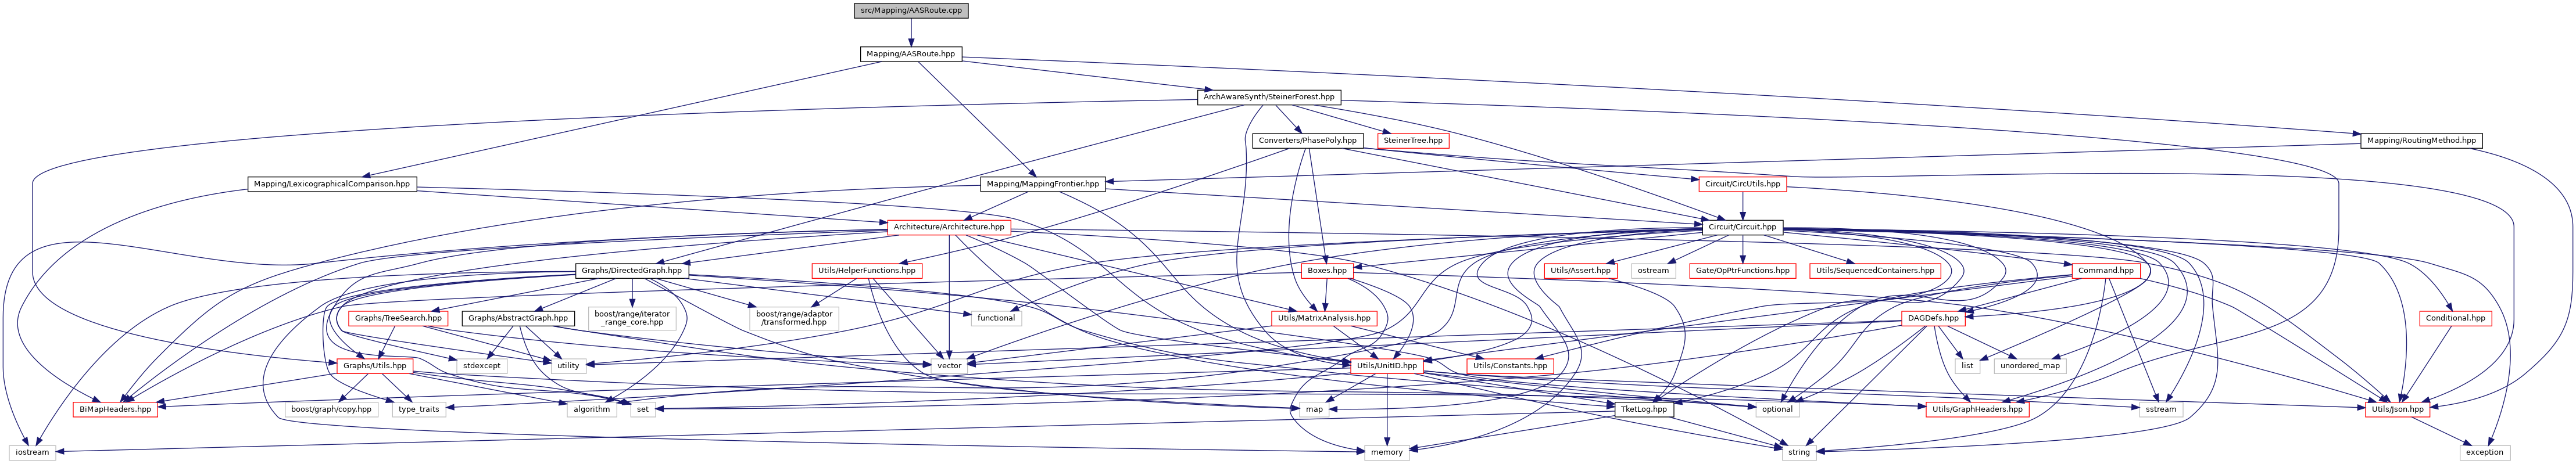 src/Mapping/AASRoute.cpp
Mapping/AASRoute.hpp
ArchAwareSynth/SteinerForest.hpp
Converters/PhasePoly.hpp
SteinerTree.hpp
Mapping/RoutingMethod.hpp
Mapping/LexicographicalComparison.hpp
Mapping/MappingFrontier.hpp
Circuit/CircUtils.hpp
Architecture/Architecture.hpp
Circuit/Circuit.hpp
Graphs/DirectedGraph.hpp
Utils/HelperFunctions.hpp
Boxes.hpp
Utils/Assert.hpp
ostream
Gate/OpPtrFunctions.hpp
Utils/SequencedContainers.hpp
Command.hpp
Graphs/TreeSearch.hpp
Graphs/AbstractGraph.hpp
boost/range/iterator
_range_core.hpp
boost/range/adaptor
/transformed.hpp
functional
Utils/MatrixAnalysis.hpp
DAGDefs.hpp
Conditional.hpp
Graphs/Utils.hpp
stdexcept
utility
vector
Utils/UnitID.hpp
Utils/Constants.hpp
list
unordered_map
BiMapHeaders.hpp
boost/graph/copy.hpp
type_traits
algorithm
set
map
TketLog.hpp
optional
Utils/GraphHeaders.hpp
sstream
Utils/Json.hpp
iostream
memory
string
exception